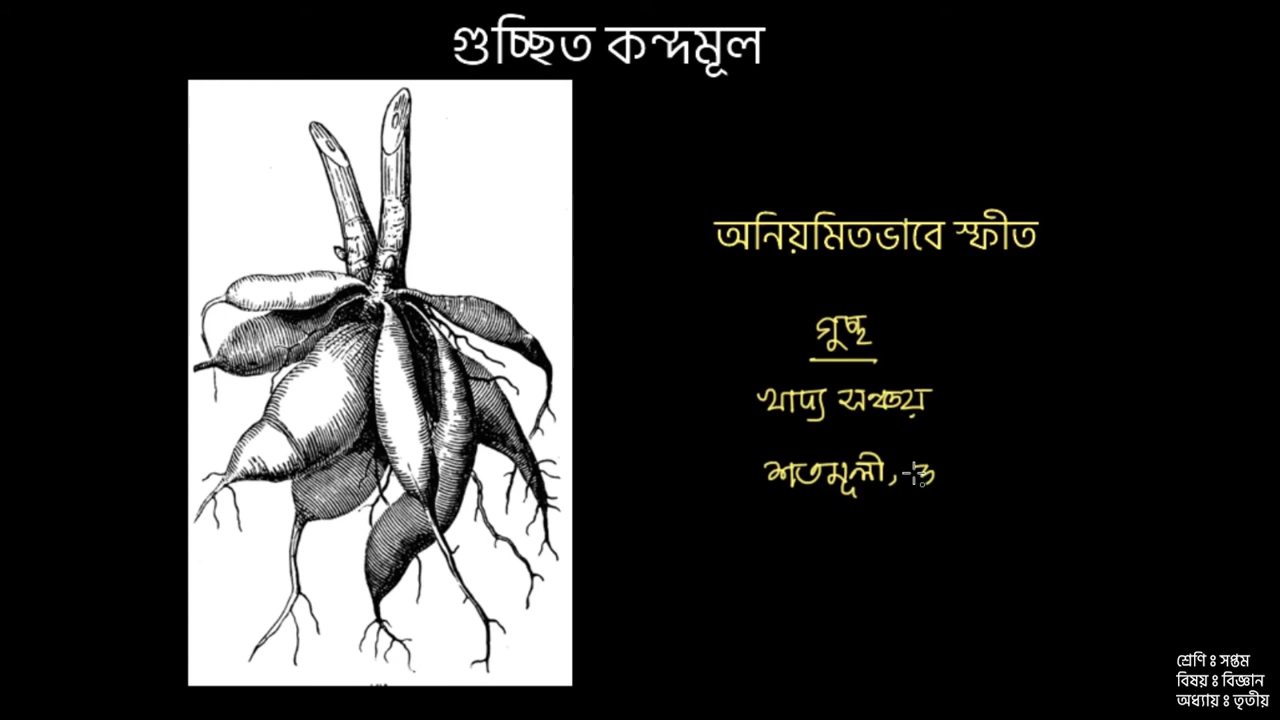 গুচ্ছিত কন্দমূল
অনিয়মিতভাবে স্ফীত
গুচ্ছ
খাদ্য সঞ্চয়
শতমূলী,
শ্রেণি ঃ সপ্তম
বিষয় ঃ বিজ্ঞান
অধ্যায় ঃ তৃতীয়